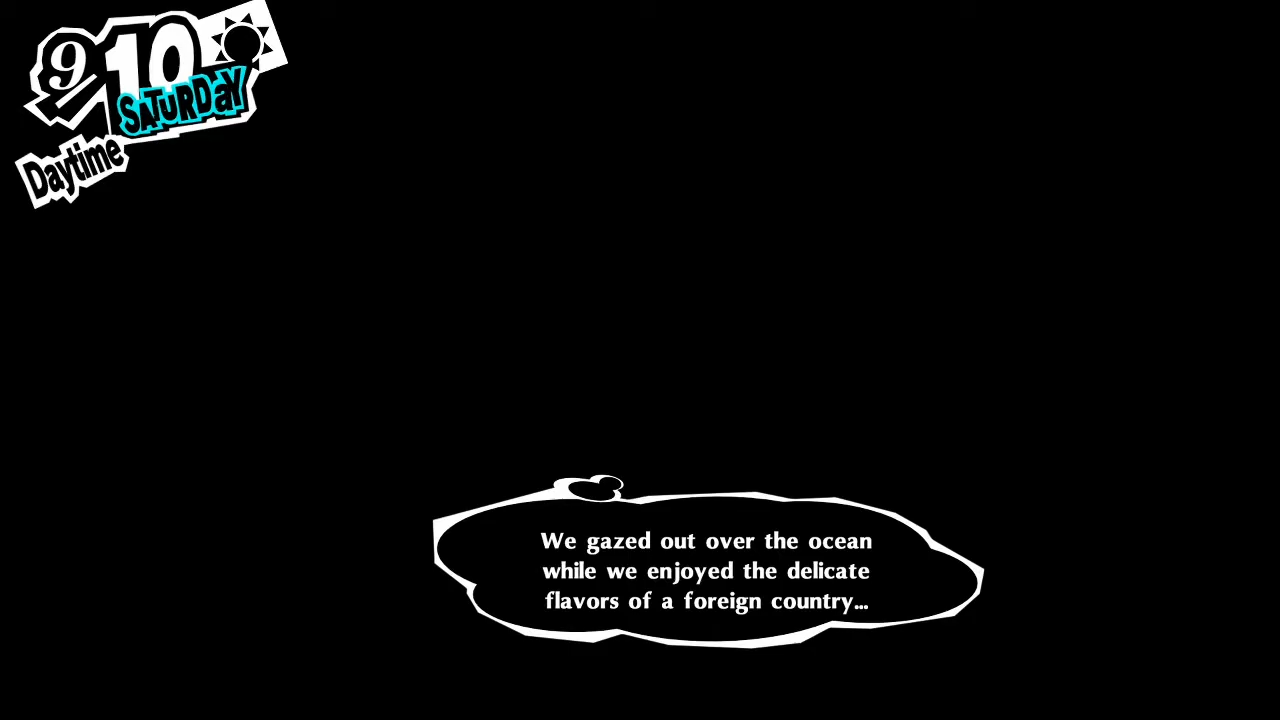 9/10
SATURDaY
Daytime
We gazed out over the ocean
while we enjoyed the delicate
flavors of a foreign country...